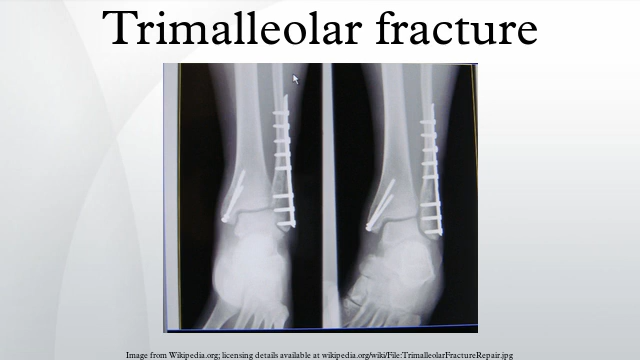 Trimalleolar fracture
Image from Wikipedia.org; licensing details available at wikipedia.org/wiki/File:TrimalleolarFractureRepair.jpg